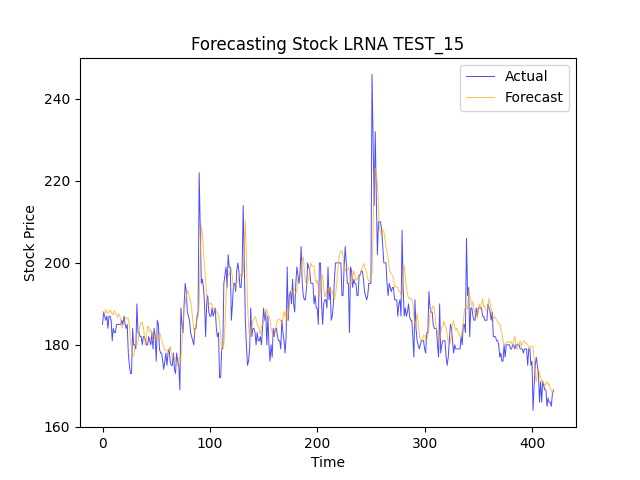 Forecasting Stock LRNA TEST_15
Actual
Forecast
240
220
200
180
160
Stock Price
0 100 200 300 400
Time